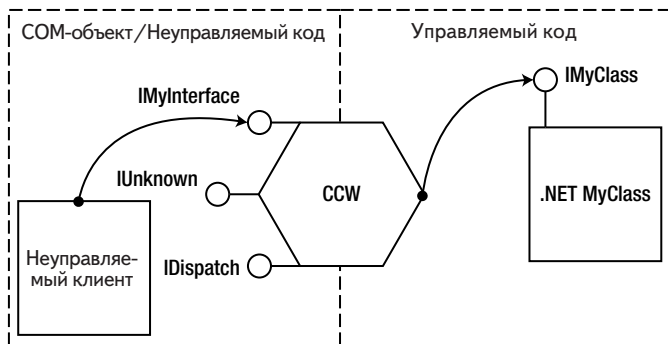 COM-объект/Неуправляемый код
Управляемый код
IMyInterface
IMyClass
IUnknown
CCW
.NET MyClass
Неуправляе-
мый клиент
IDispatch